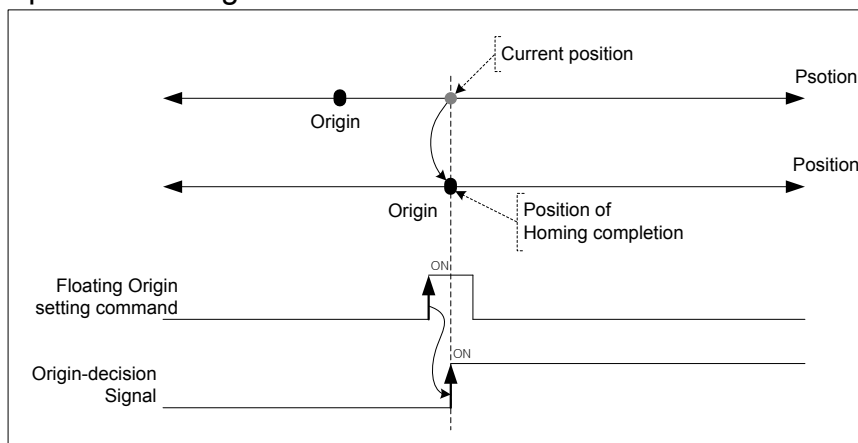 Current position
Psotion
Origin
Position
Origin
Position of
Homing completion
ON
Floating Origin
setting command
ON
Origin-decision
Signal